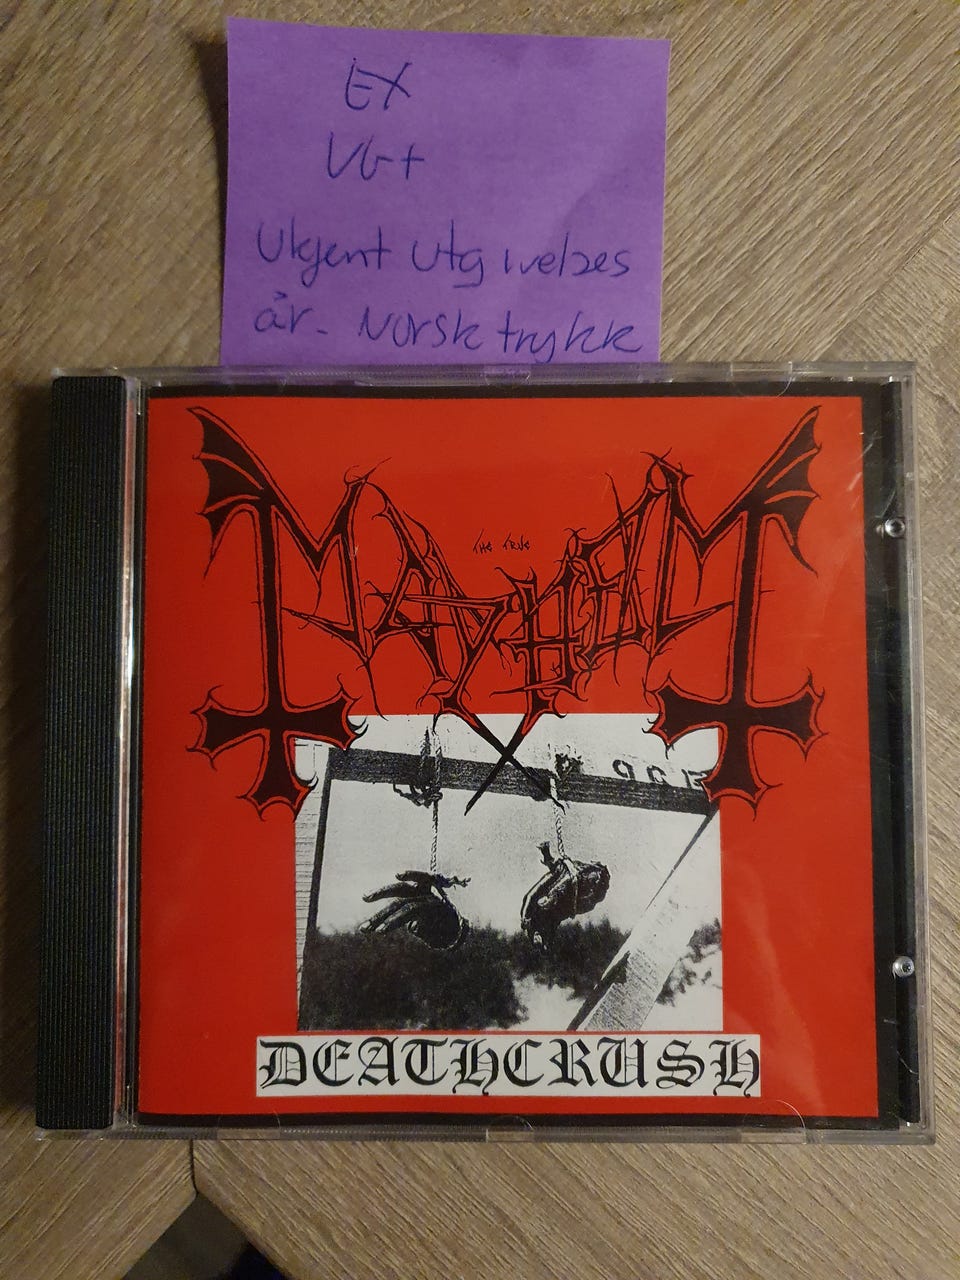 EX
VG+
Ukjent utgivelses
år. Norsk trykk
THE TRUE
MAYHEM
DEATHCRUSH